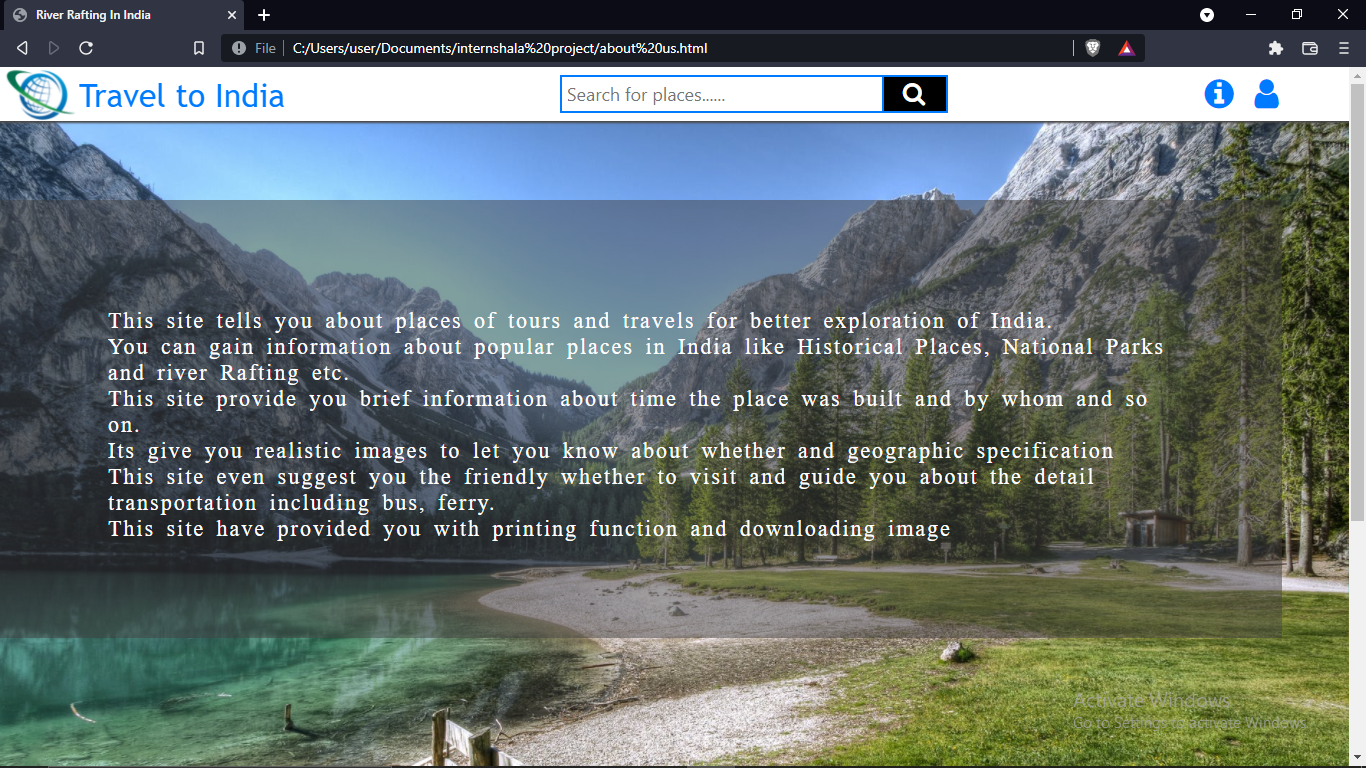 River Rafting In India
File
C:/Users/user/Documents/internshala%20project/about%20us.html
Travel to India
Search for places......
This site tells you about places of tours and travels for better exploration of India.
You can gain information about popular places in India like Historical Places, National Parks
and river Rafting etc.
This site provide you brief information about time the place was built and by whom and so
on.
Its give you realistic images to let you know about whether and geographic specification
This site even suggest you the friendly whether to visit and guide you about the detail
transportation including bus, ferry.
This site have provided you with printing function and downloading image
Activate Windows
Go to Settings to activate Windows.